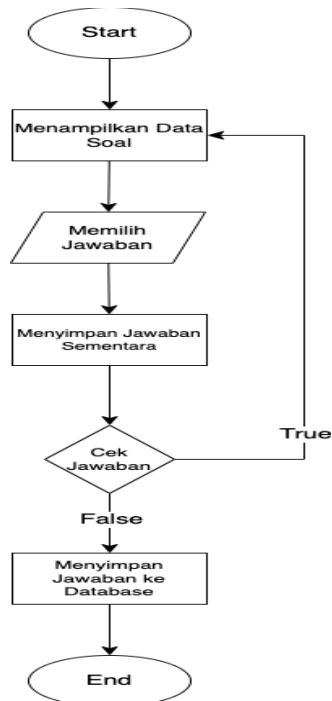 Start
Menampilkan Data
Soal
Memilih
Jawaban
Menyimpan Jawaban
Sementara
Cek
Jawaban
True
False
Menyimpan
Jawaban ke
Database
End